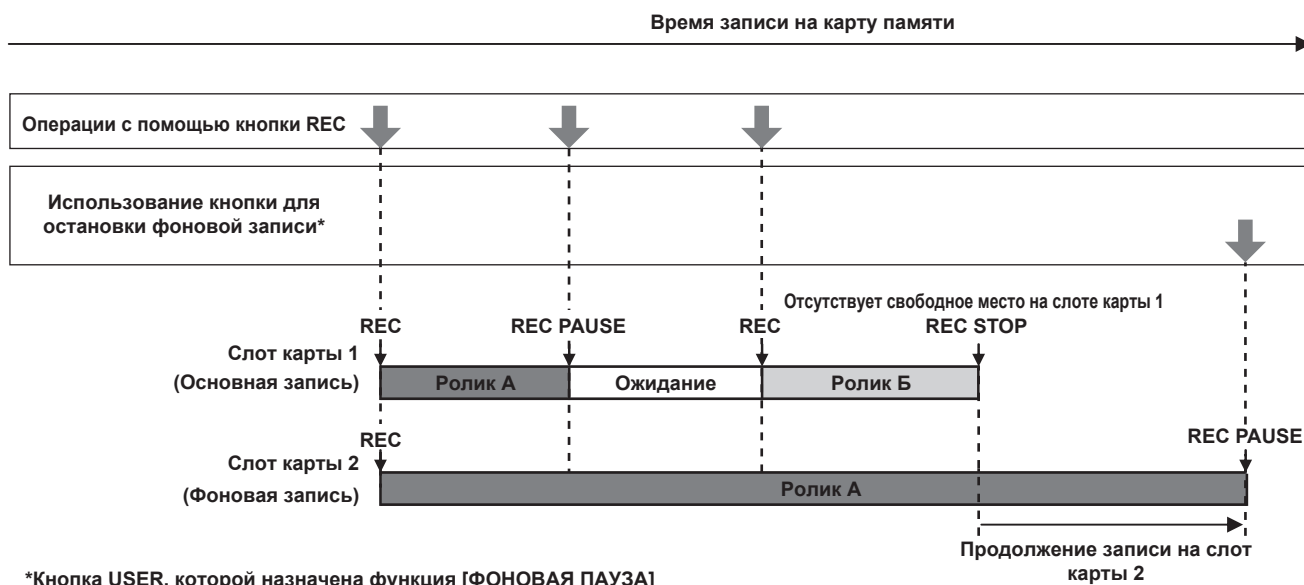 Время записи на карту памяти
Операции с помощью кнопки REC
Использование кнопки для
остановки фоновой записи*
Отсутствует свободное место на слоте карты 1
REC
REC PAUSE
REC
REC STOP
Слот карты 1
(Основная запись)
Ролик А
Ожидание
Ролик Б
REC
REC PAUSE
Слот карты 2
(Фоновая запись)
Ролик А
Продолжение записи на слот
карты 2
*Кнопка USER, которой назначена функция [ФОНОВАЯ ПАУЗА]